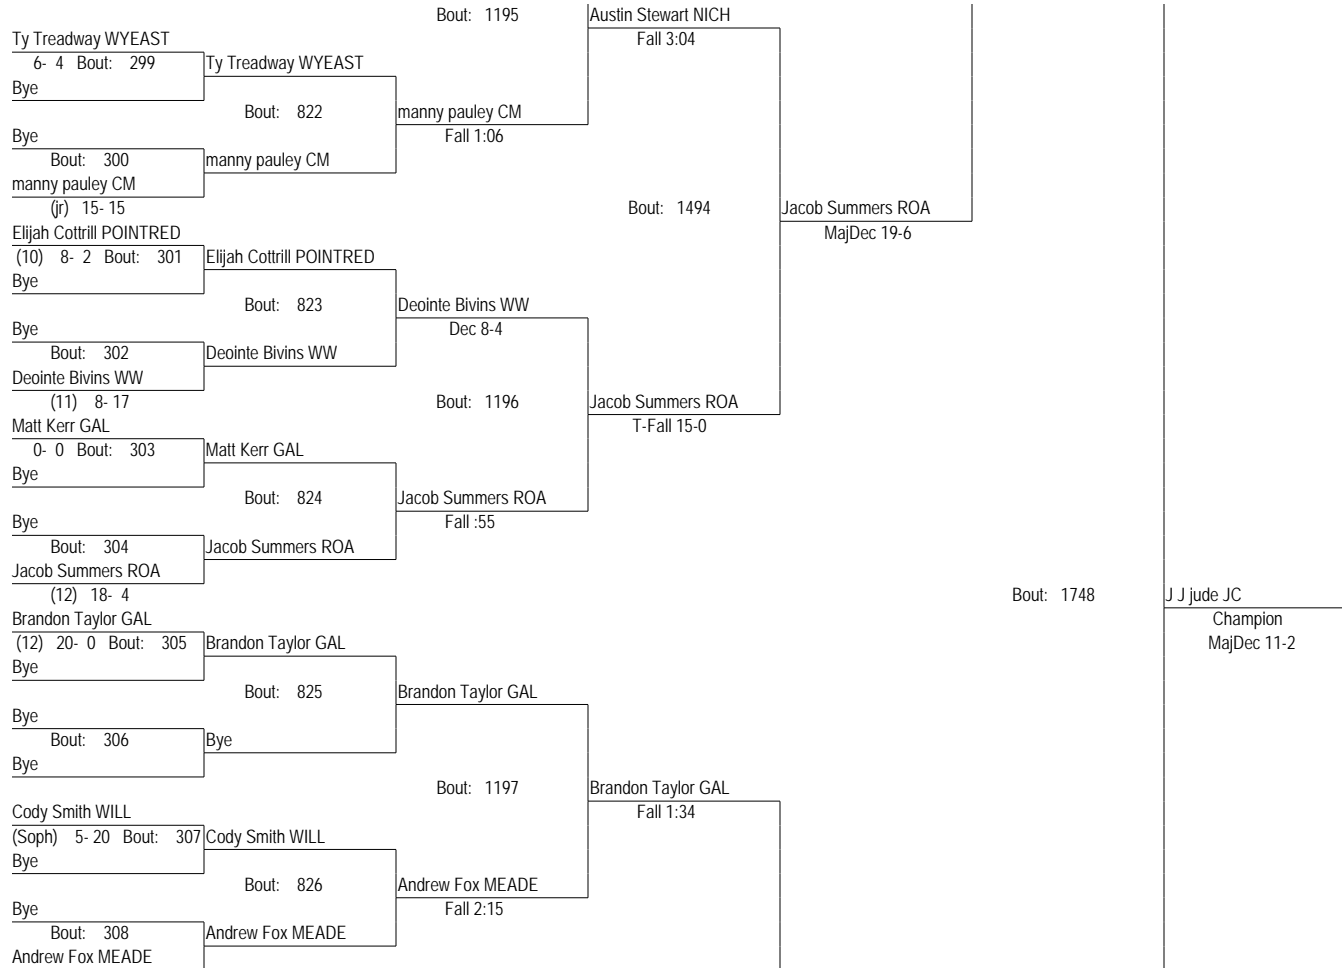 Bout: 1195
Austin Stewart NICH
Fall 3:04
Ty Treadway WYEAST
6- 4 Bout: 299
Ty Treadway WYEAST
Bye
Bout: 822
manny pauley CM
Fall 1:06
Bye
Bout: 300
manny pauley CM
manny pauley CM
(jr) 15- 15
Bout: 1494
Jacob Summers ROA
MajDec 19-6
Elijah Cottrill POINTRED
(10) 8- 2 Bout: 301
Elijah Cottrill POINTRED
Bye
Bout: 823
Deointe Bivins WW
Dec 8-4
Bye
Bout: 302
Deointe Bivins WW
Deointe Bivins WW
(11) 8- 17
Bout: 1196
Jacob Summers ROA
T-Fall 15-0
Matt Kerr GAL
0- 0 Bout: 303
Matt Kerr GAL
Bye
Bout: 824
Jacob Summers ROA
Fall :55
Bye
Bout: 304
Jacob Summers ROA
Jacob Summers ROA
(12) 18- 4
Bout: 1748
J J jude JC
Champion
MajDec 11-2
Brandon Taylor GAL
(12) 20- 0 Bout: 305
Brandon Taylor GAL
Bye
Bout: 825
Brandon Taylor GAL
Bye
Bout: 306
Bye
Bye
Bout: 1197
Brandon Taylor GAL
Fall 1:34
Cody Smith WILL
(Soph) 5- 20 Bout: 307
Cody Smith WILL
Bye
Bout: 826
Andrew Fox MEADE
Fall 2:15
Bye
Bout: 308
Andrew Fox MEADE
Andrew Fox MEADE